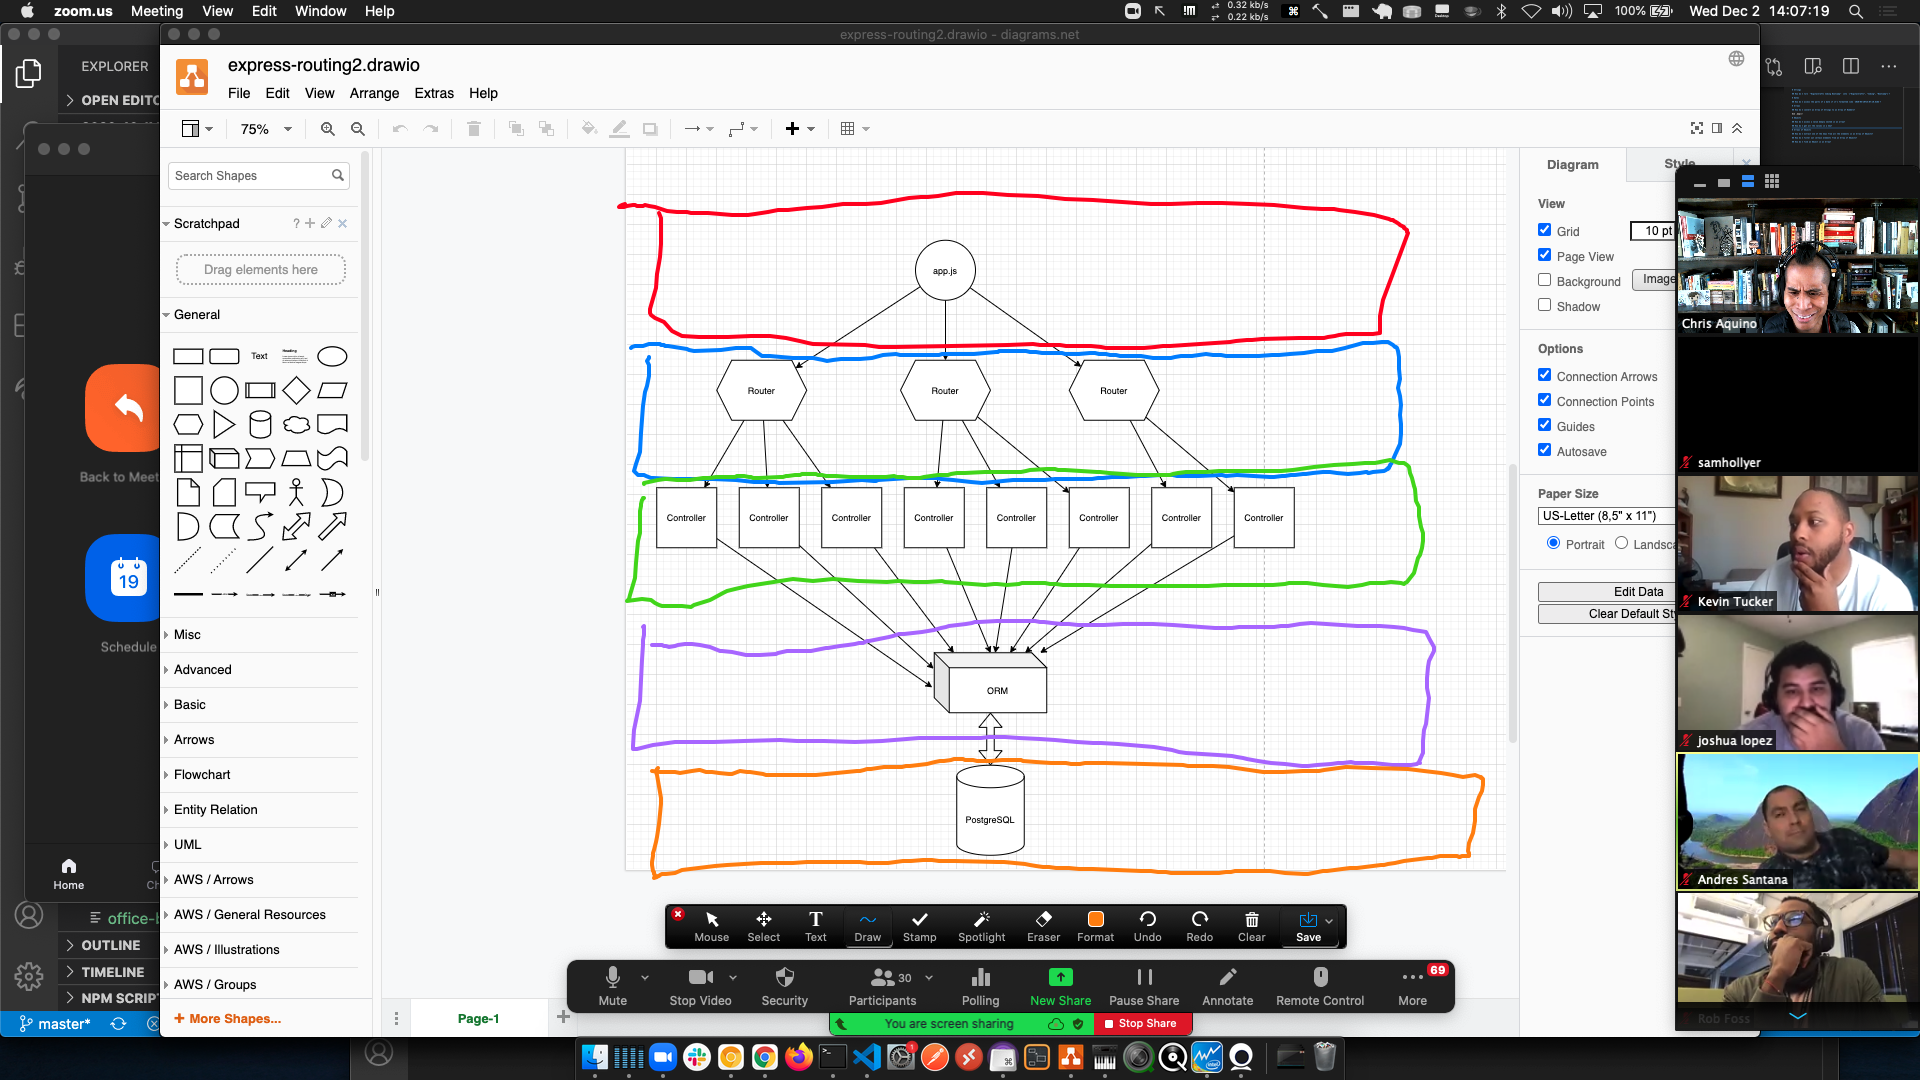 zoom.us Meeting View Edit Window Help
0.32 kb/s
0.22 kb/s
100% Wed Dec 2 14:07:19
express-routing2.drawio - diagrams.net
EXPLORER
OPEN EDITO
express-routing2.drawio
File Edit View Arrange Extras Help
75%
Search Shapes
Scratchpad
?
Drag elements here
General
Text
Heading
Misc
Advanced
Basic
Arrows
Flowchart
Entity Relation
UML
AWS / Arrows
AWS / General Resources
AWS / Illustrations
AWS / Groups
+ More Shapes...
Back to Meet
19
Schedule
Home
Ch
office-b
OUTLINE
TIMELINE
NPM SCRIPT
master*
app.js
Router Router Router
Controller Controller Controller Controller Controller Controller Controller Controller
ORM
PostgreSQL
Diagram Style
View
Grid 10 pt
Page View
Background Image
Shadow
Options
Connection Arrows
Connection Points
Guides
Autosave
Paper Size
US-Letter (8,5" x 11")
Portrait Landsca
Edit Data
Clear Default Sty
Chris Aquino
samhollyer
Kevin Tucker
joshua lopez
Andres Santana
Rob Foss
Mouse Select Text Draw Stamp Spotlight Eraser Format Undo Redo Clear Save
30
69
Mute Stop Video Security Participants Polling New Share Pause Share Annotate Remote Control More
Page-1
You are screen sharing Stop Share
1